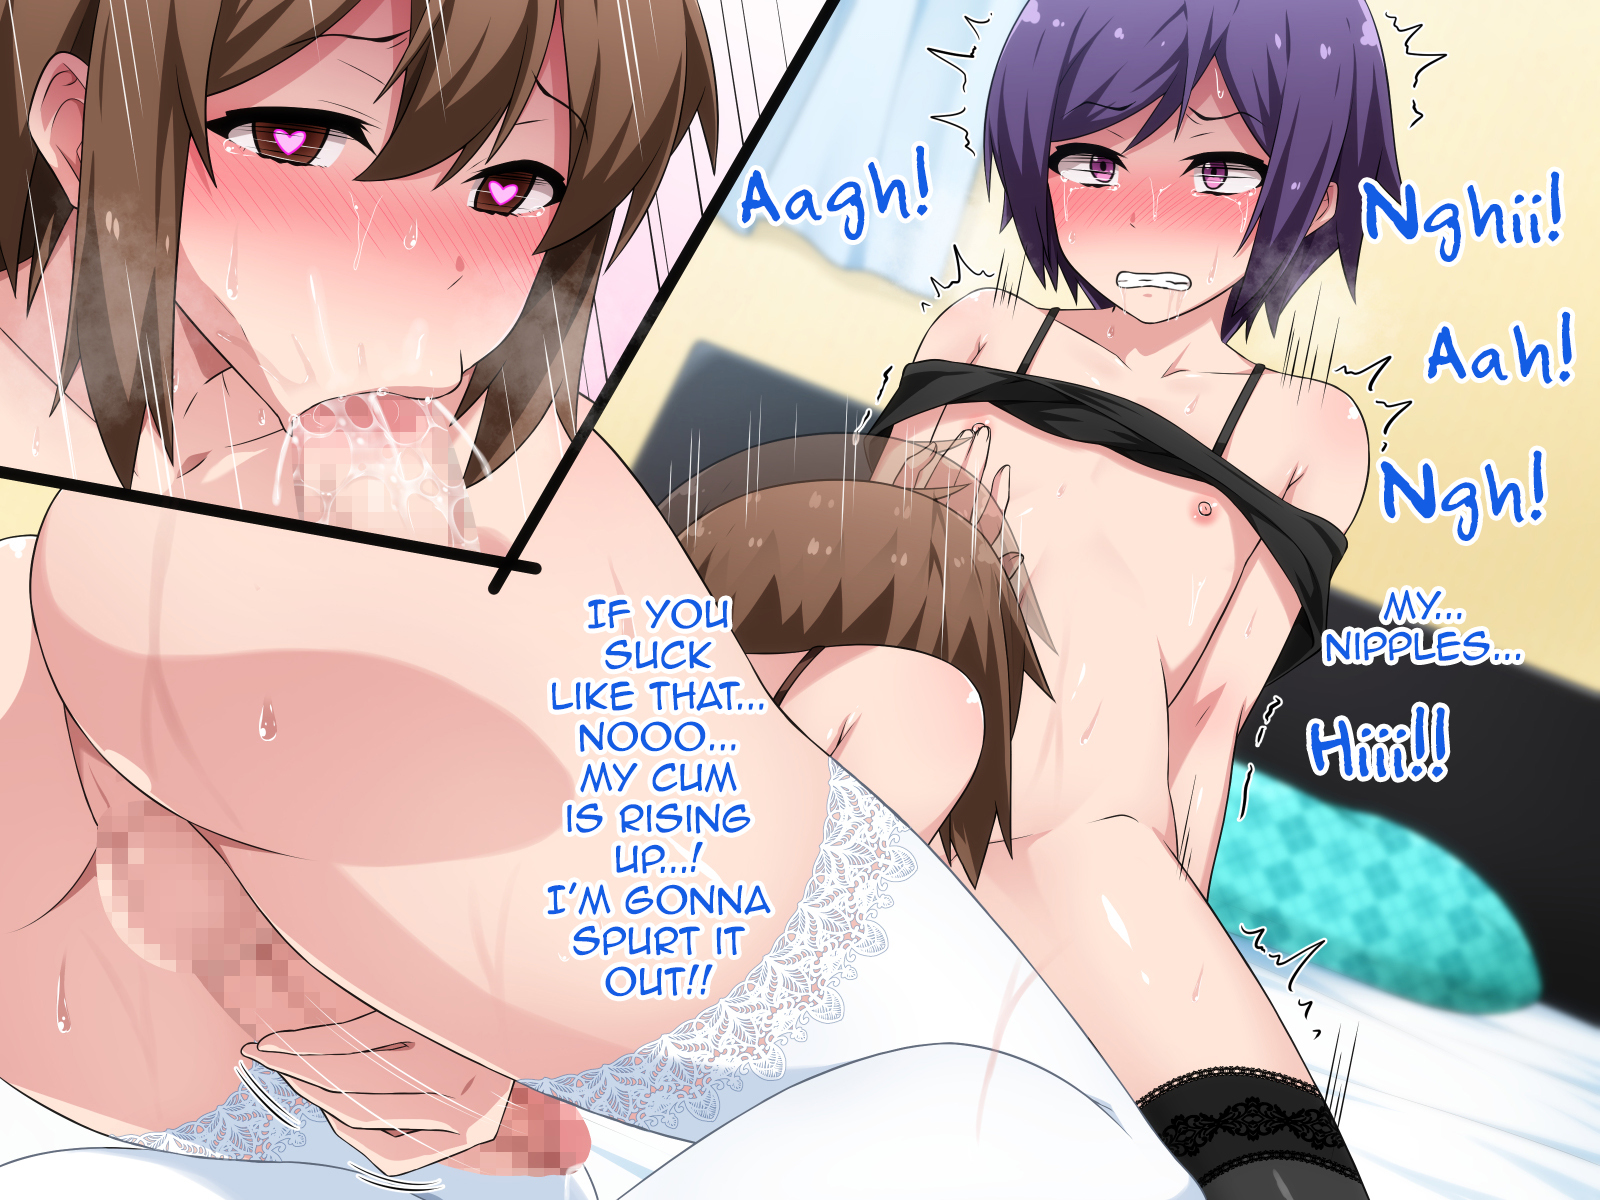 Aagh!
Nghii!
Aah!
Ngh!
MY...
NIPPLES...
Hiii!!
IF YOU
SUCK
LIKE THAT...
NOOO...
MY CUM
IS RISING
UP...!
I'M GONNA
SPURT IT
OUT!!